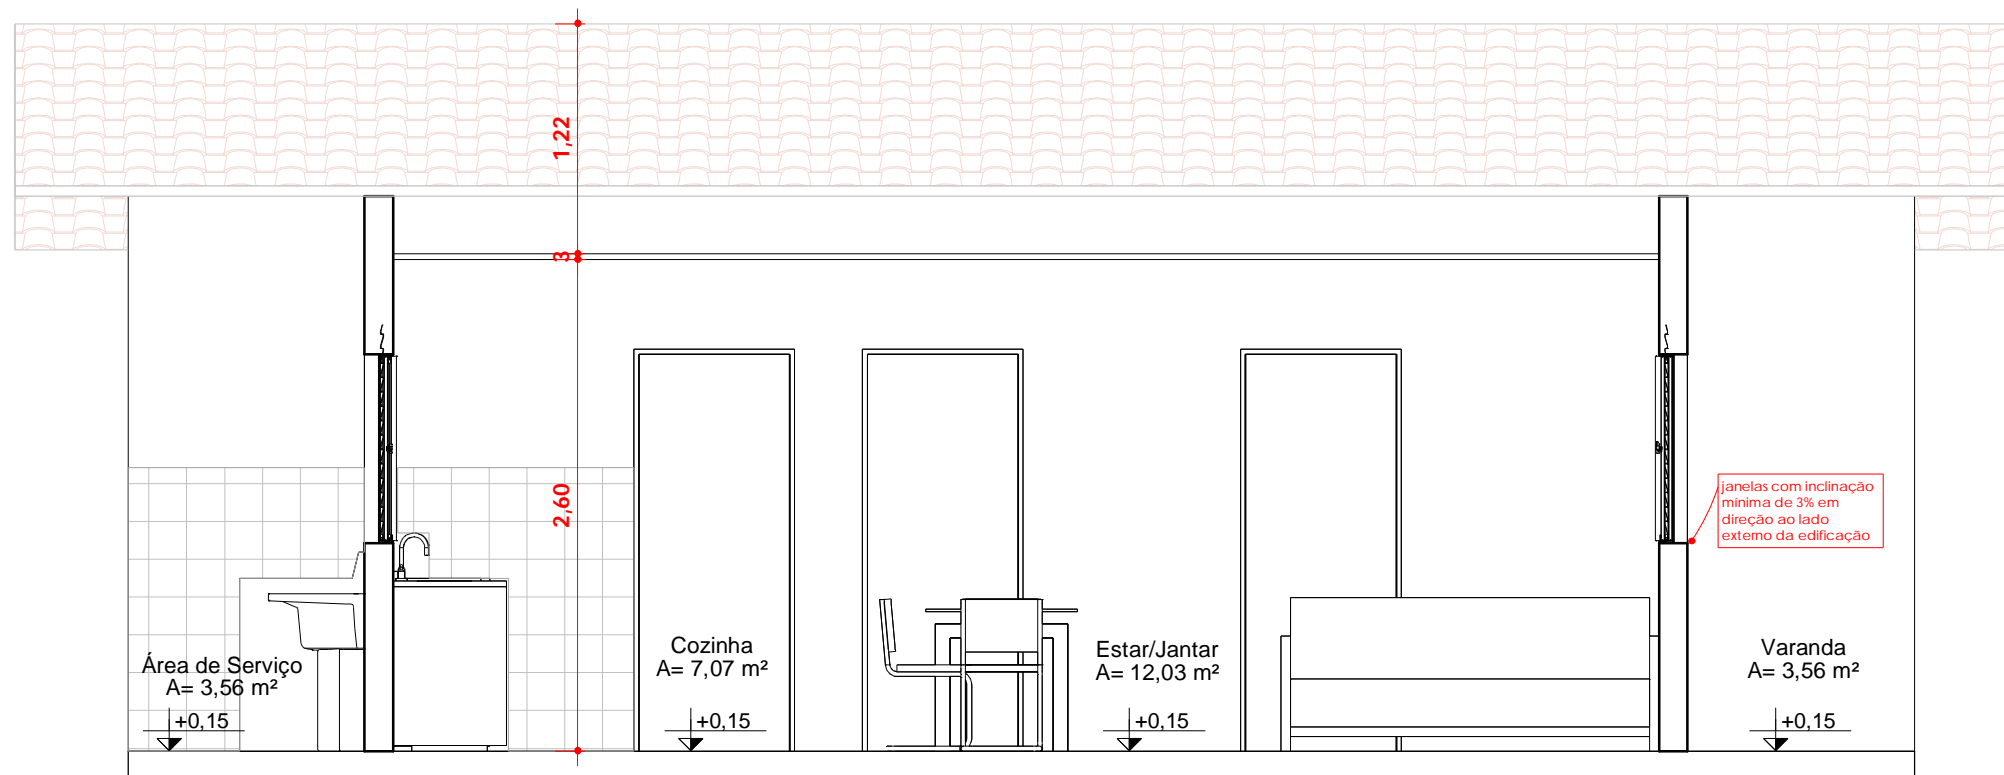 1,22
3
2,60
janelas com inclinação
mínima de 3% em
direção ao lado
externo da edificação
Área de Serviço
A= 3,56 m²
+0,15
Cozinha
A= 7,07 m²
+0,15
Estar/Jantar
A= 12,03 m²
+0,15
Varanda
A= 3,56 m²
+0,15